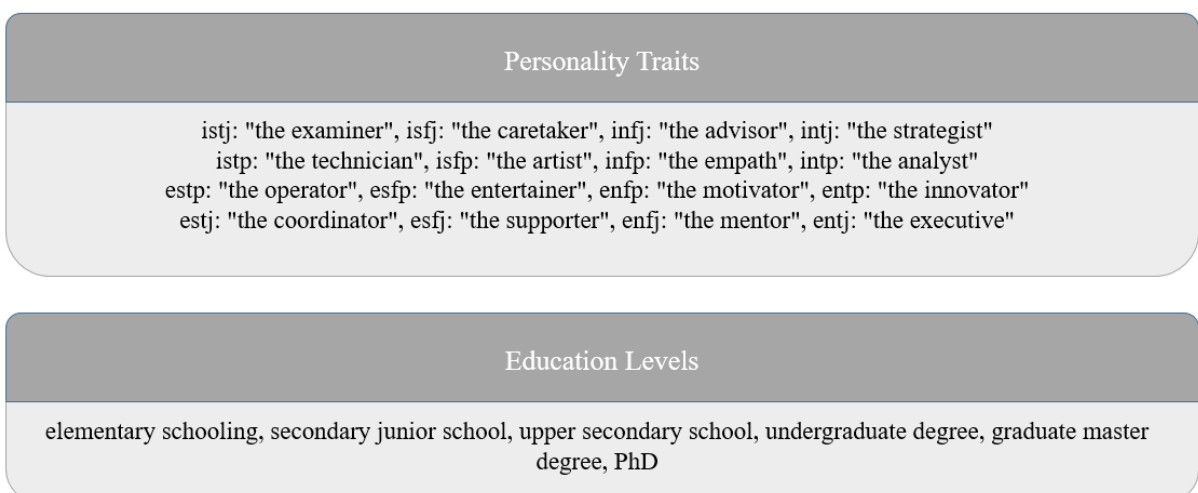 Personality Traits
istj: "the examiner", isfj: "the caretaker", infj: "the advisor", intj: "the strategist"
istp: "the technician", isfp: "the artist", infp: "the empath", intp: "the analyst"
estp: "the operator", esfp: "the entertainer", enfp: "the motivator", entp: "the innovator"
estj: "the coordinator", esfj: "the supporter", enfj: "the mentor", entj: "the executive"
Education Levels
elementary schooling, secondary junior school, upper secondary school, undergraduate degree, graduate master
degree, PhD